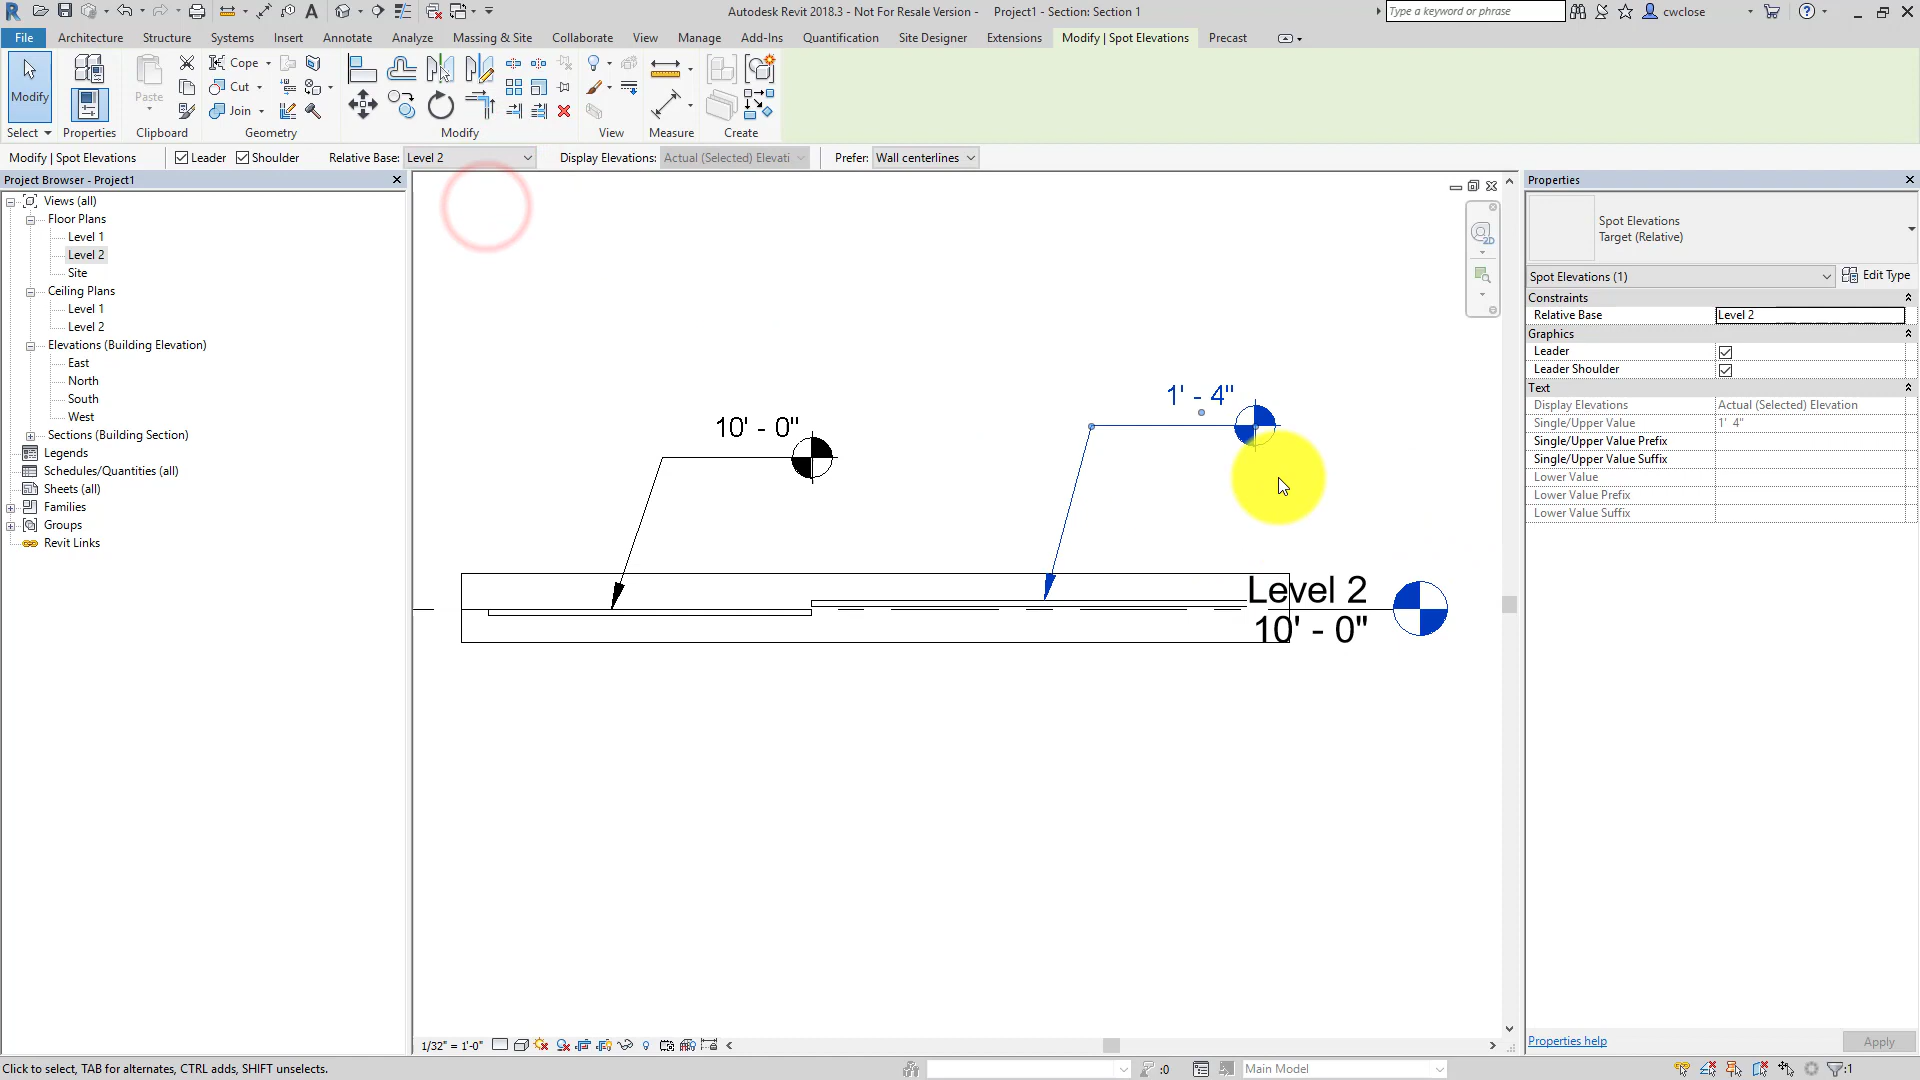 Autodesk Revit 2018.3 - Not For Resale Version -    Project1 - Section: Section 1
Type a keyword or phrase
cwclose
File
Architecture
Structure
Systems
Insert
Annotate
Analyze
Massing & Site
Collaborate
View
Manage
Add-Ins
Quantification
Site Designer
Extensions
Modify | Spot Elevations
Precast
Modify
Paste
Cope
Cut
Join
Select
Properties
Clipboard
Geometry
Modify
View
Measure
Create
Modify | Spot Elevations
Leader
Shoulder
Relative Base:
Level 2
Display Elevations:
Actual (Selected) Elevati
Prefer:
Wall centerlines
Project Browser - Project1
Views (all)
Floor Plans
Level 1
Level 2
Site
Ceiling Plans
Level 1
Level 2
Elevations (Building Elevation)
East
North
South
West
Sections (Building Section)
Legends
Schedules/Quantities (all)
Sheets (all)
Families
Groups
Revit Links
2D
10' - 0"
1' - 4"
Level 2
10' - 0"
Properties
Spot Elevations
Target (Relative)
Spot Elevations (1)
Edit Type
Constraints
Relative Base
Level 2
Graphics
Leader
Leader Shoulder
Text
Display Elevations
Actual (Selected) Elevation
Single/Upper Value
1' 4"
Single/Upper Value Prefix
Single/Upper Value Suffix
Lower Value
Lower Value Prefix
Lower Value Suffix
Properties help
Apply
1/32" = 1'-0"
Click to select, TAB for alternates, CTRL adds, SHIFT unselects.
:0
Main Model
:1